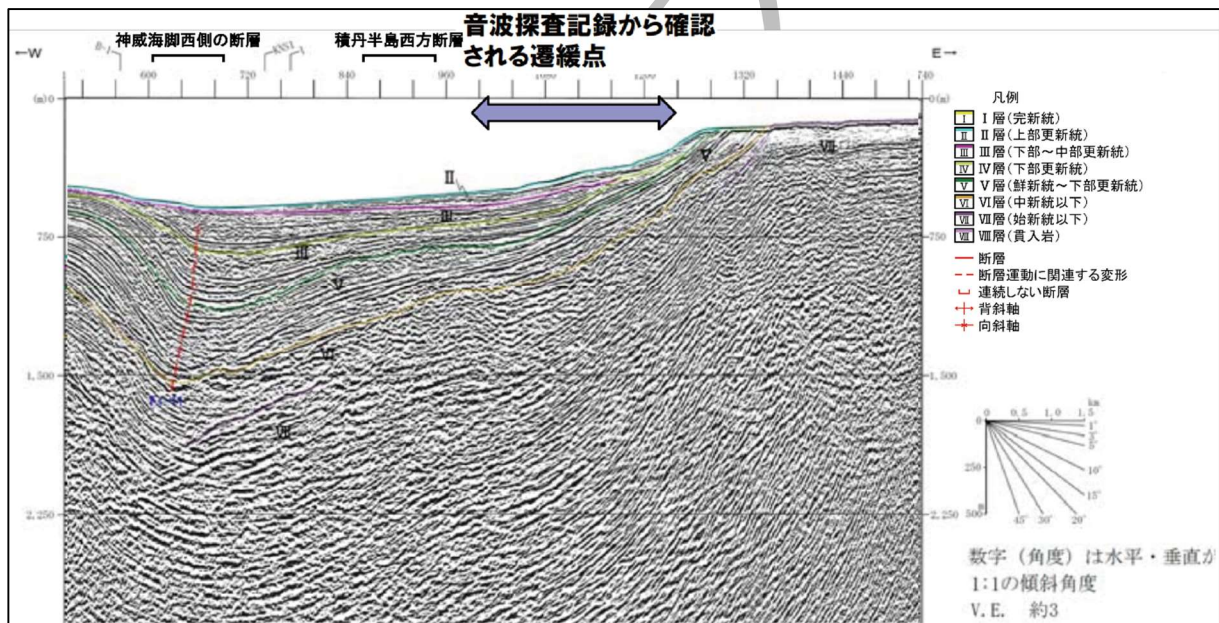 音波探査記録から確認
される遷緩点
神威海脚西側の断層
積丹半島西方断層
←W
E→
600
720
840
960
1320
1440
740
(m)0
0(m)
750
750
1,500
1,500
2,250
2,250
II
III
III
V
V
VII
VI
VII
凡例
I I層(完新統)
II II層(上部更新統)
III III層(下部～中部更新統)
IV IV層(下部更新統)
V V層(鮮新統～下部更新統)
VI VI層(中新統以下)
VII VII層(始新統以下)
VIII VIII層(貫入岩)
断層
断層運動に関連する変形
連続しない断層
背斜軸
向斜軸
km
0 0.5 1.0 1.5
0
250
500
1°
10°
15°
20°
30°
45°
数字(角度)は水平・垂直が
1:1の傾斜角度
V.E. 約3